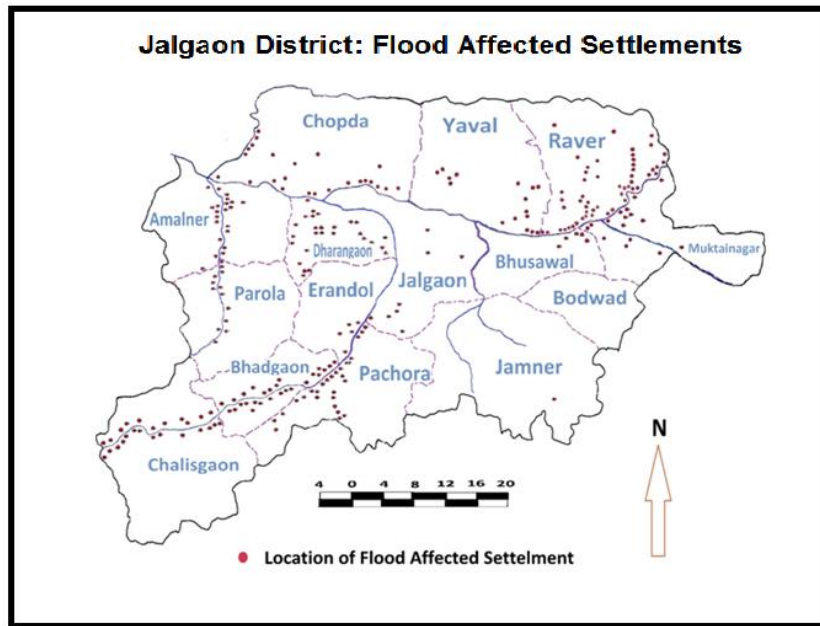 Jalgaon District: Flood Affected Settlements
Chopda
Yaval
Raver
Amalner
Dharangaon
Muktainagar
Bhusawal
Jalgaon
Parola
Erandol
Bodwad
Bhadgaon
Pachora
Jamner
Chalisgaon
N
4 0 4 8 12 16 20
Location of Flood Affected Settelment